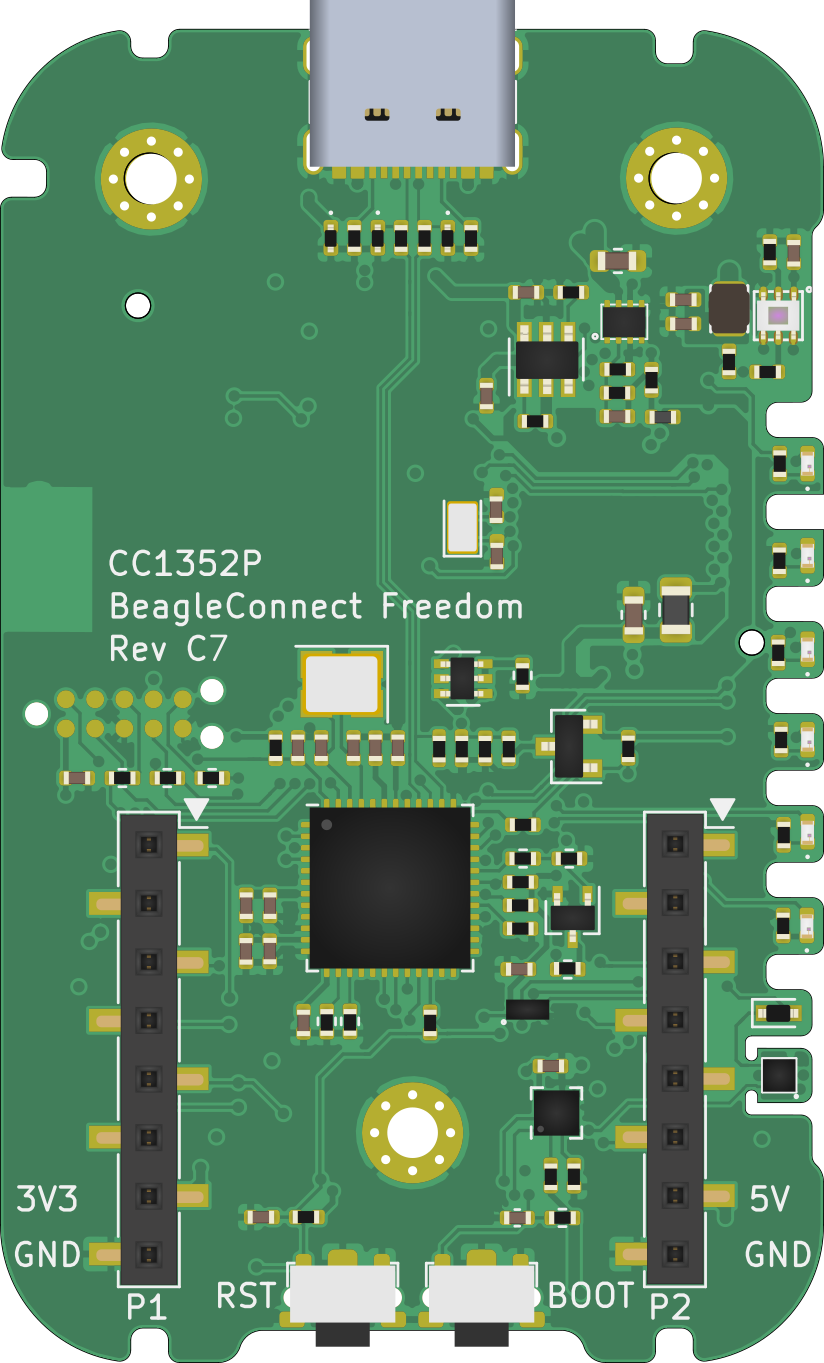 CC1352P
BeagleConnect Freedom
Rev C7
3V3
5V
GND
GND
RST
BOOT
P1
P2